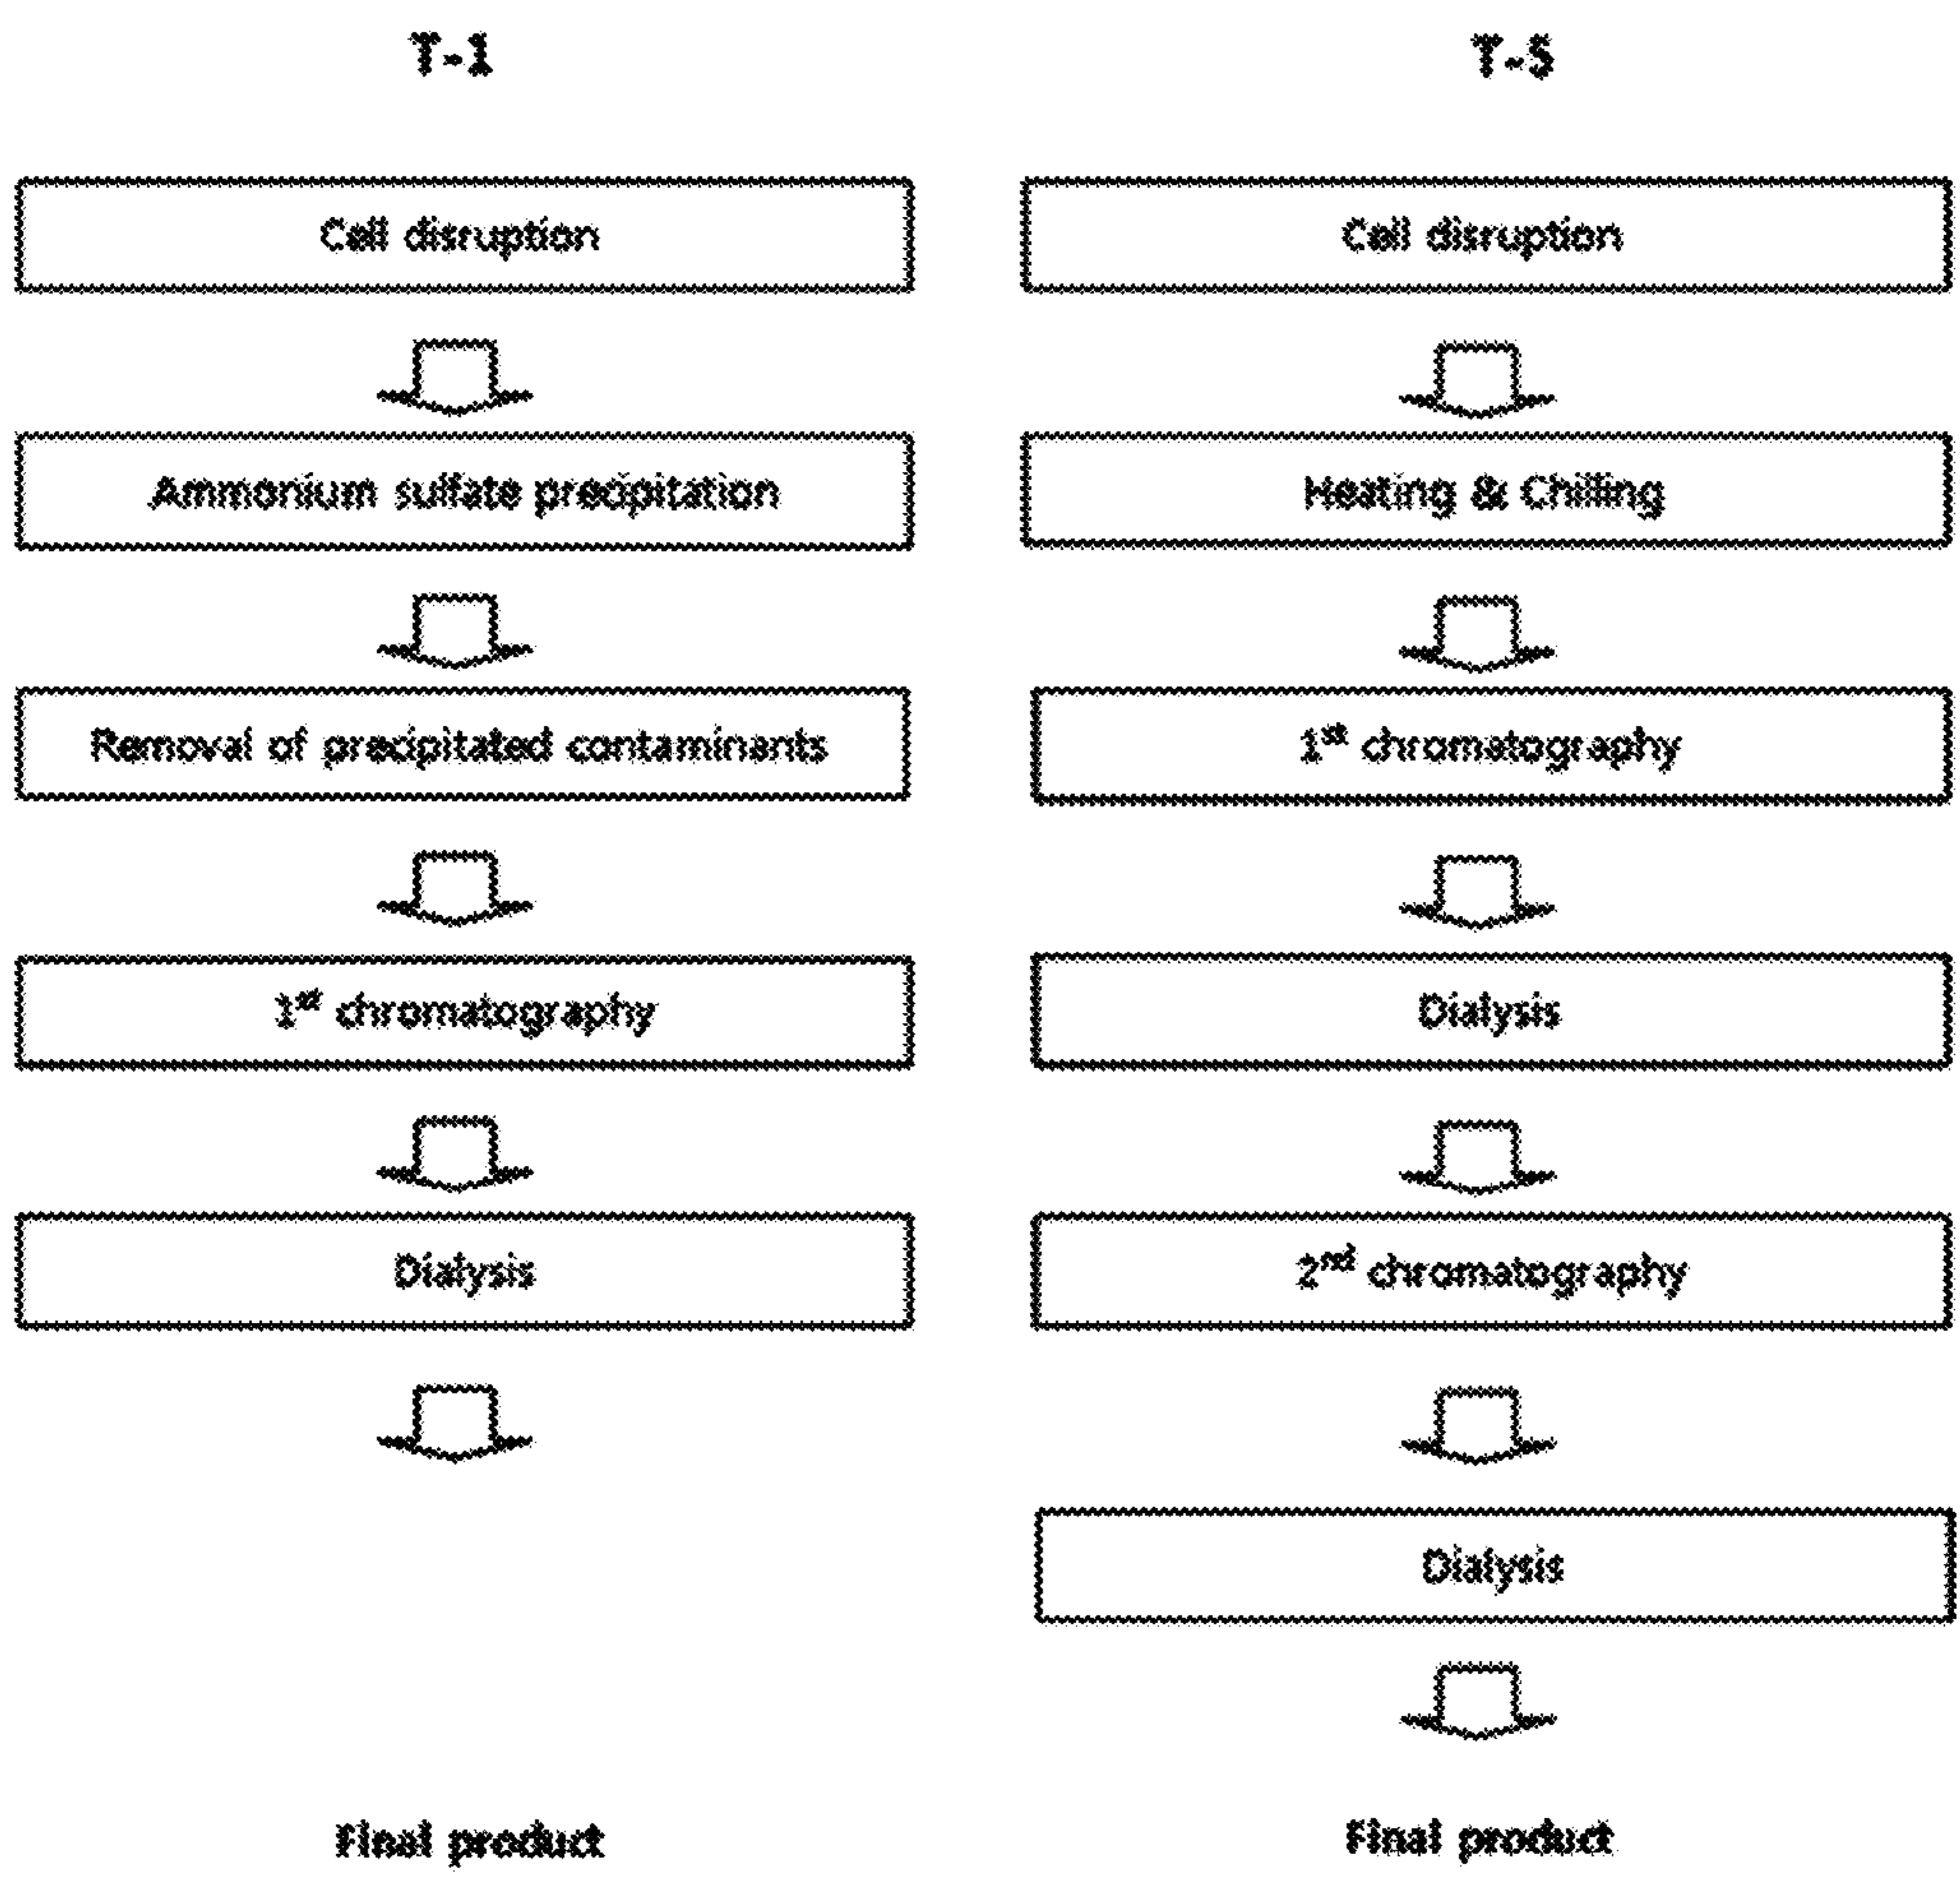 T-1
Cell disruption
Ammonium sulfate precipitation
Removal of precipitated contaminants
1st chromatography
Dialysis
Final product
T-5
Cell disruption
Heating & Chilling
1st chromatography
Dialysis
2nd chromatography
Dialysis
Final product